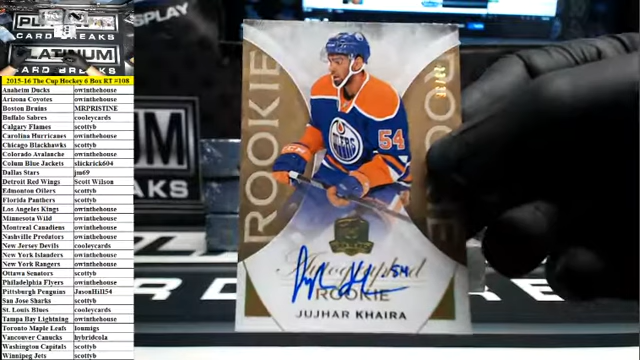 PLATINUM
CARD BREAKS
2015-16 The Cup Hockey 6 Box RT #108
Anaheim Ducks owinthehouse
Arizona Coyotes owinthehouse
Boston Bruins MRPRISTINE
Buffalo Sabres cooleycards
Calgary Flames scottyb
Carolina Hurricanes owinthehouse
Chicago Blackhawks scottyb
Colorado Avalanche owinthehouse
Colum Blue Jackets slickrick604
Dallas Stars jm69
Detroit Red Wings Scott Wilson
Edmonton Oilers scottyb
Florida Panthers scottyb
Los Angeles Kings owinthehouse
Minnesota Wild owinthehouse
Montreal Canadiens owinthehouse
Nashville Predators owinthehouse
New Jersey Devils cooleycards
New York Islanders owinthehouse
New York Rangers owinthehouse
Ottawa Senators scottyb
Philadelphia Flyers owinthehouse
Pittsburgh Penguins JasonHill54
San Jose Sharks scottyb
St. Louis Blues cooleycards
Tampa Bay Lightning owinthehouse
Toronto Maple Leafs loumigs
Vancouver Canucks hybridcola
Washington Capitals scottyb
Winnipeg Jets scottyb
ROOKIE
OILERS
54
Autographed
54
ROOKIE
JUJHAR KHAIRA
BREAKS